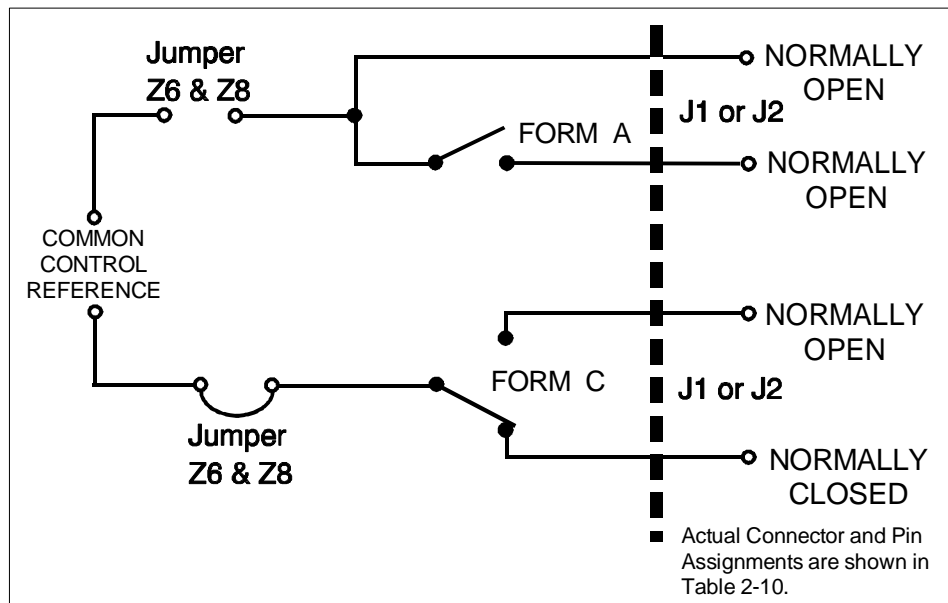 Jumper
Z6 & Z8
NORMALLY
OPEN
J1 or J2
FORM A
NORMALLY
OPEN
COMMON
CONTROL
REFERENCE
NORMALLY
OPEN
FORM C
J1 or J2
Jumper
Z6 & Z8
NORMALLY
CLOSED
Actual Connector and Pin
Assignments are shown in
Table 2-10.